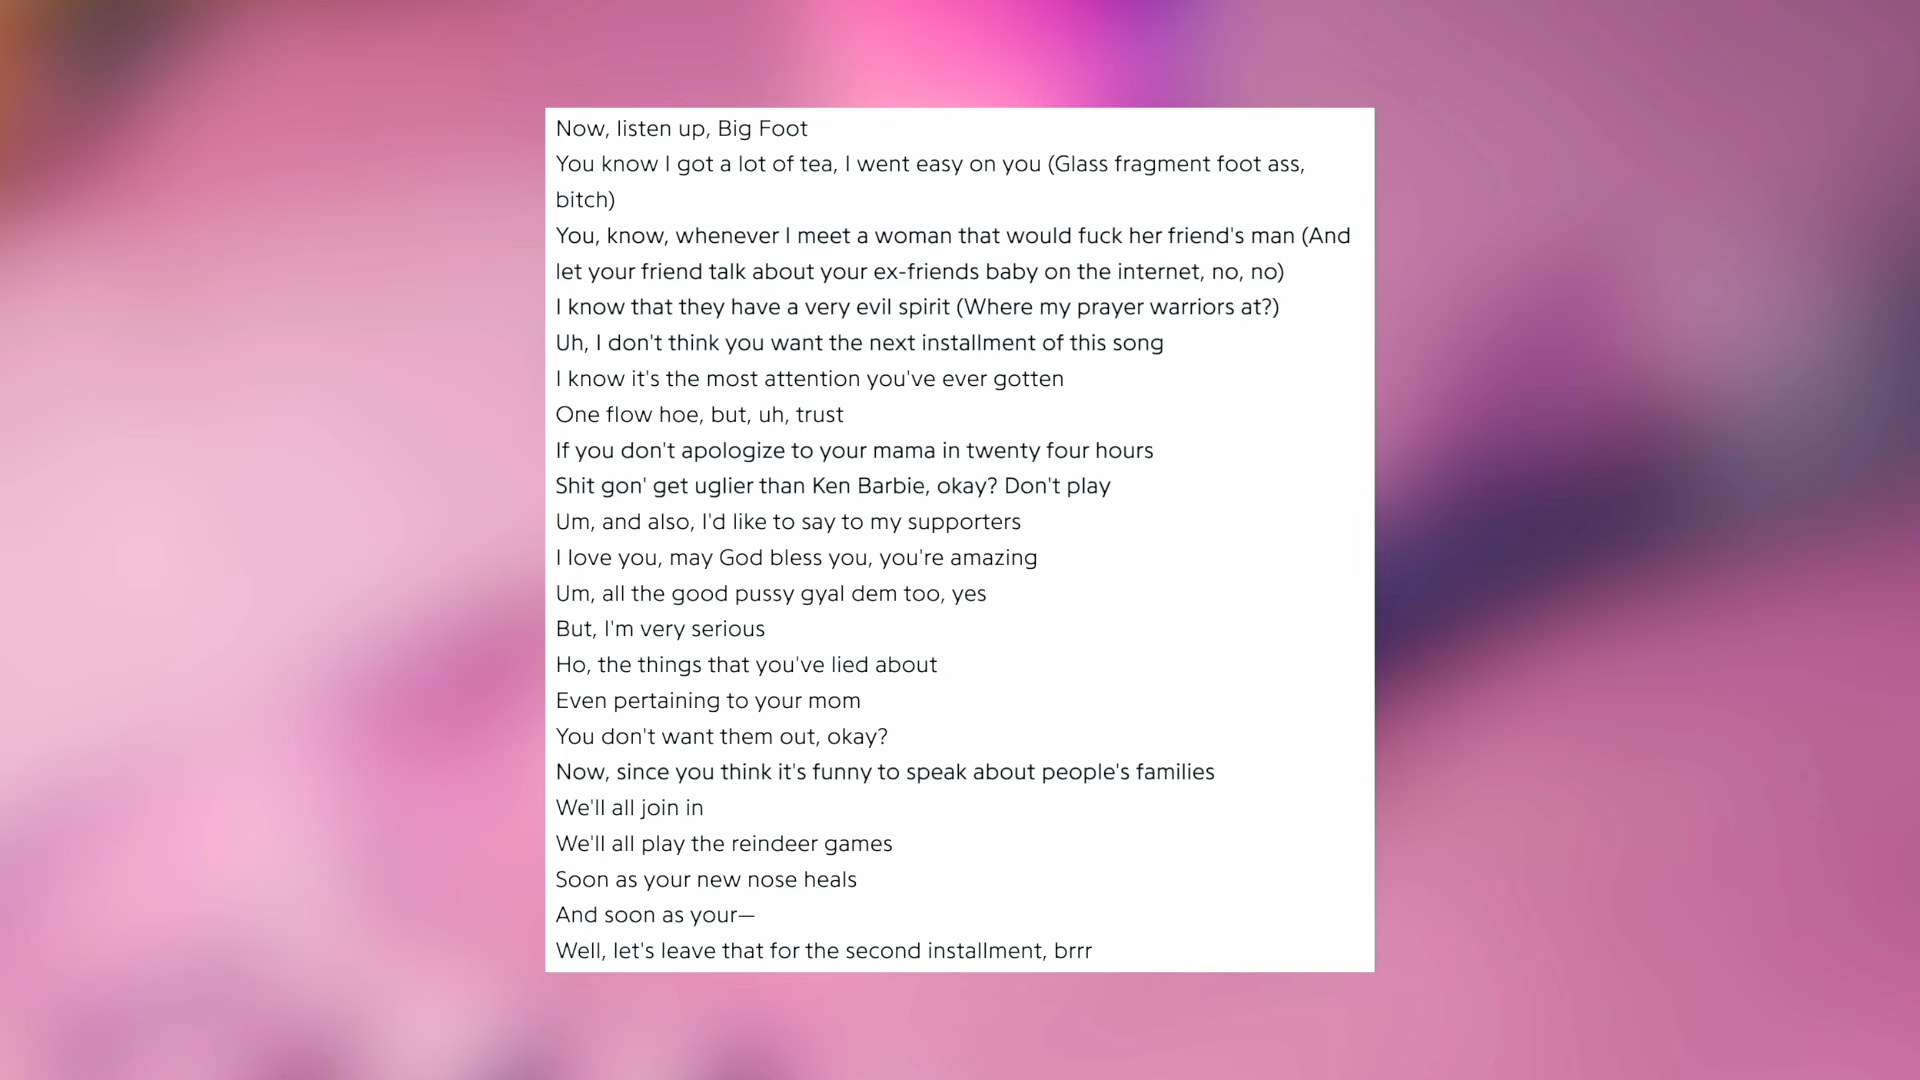 Now, listen up, Big Foot
You know I got a lot of tea, I went easy on you (Glass fragment foot ass,
bitch)
You, know, whenever I meet a woman that would fuck her friend's man (And
let your friend talk about your ex-friends baby on the internet, no, no)
I know that they have a very evil spirit (Where my prayer warriors at?)
Uh, I don't think you want the next installment of this song
I know it's the most attention you've ever gotten
One flow hoe, but, uh, trust
If you don't apologize to your mama in twenty four hours
Shit gon' get uglier than Ken Barbie, okay? Don't play
Um, and also, I'd like to say to my supporters
I love you, may God bless you, you're amazing
Um, all the good pussy gyal dem too, yes
But, I'm very serious
Ho, the things that you've lied about
Even pertaining to your mom
You don't want them out, okay?
Now, since you think it's funny to speak about people's families
We'll all join in
We'll all play the reindeer games
Soon as your new nose heals
And soon as your—
Well, let's leave that for the second installment, brrr